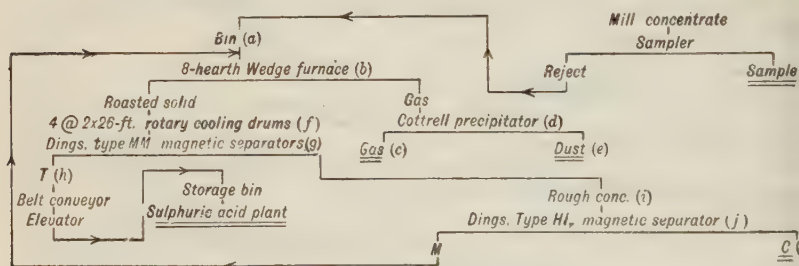 Mill concentrate
Sampler
Bin (a)
8-hearth Wedge furnace (b)
Reject
Sample
Roasted solid
Gas
4 @ 2x26-ft. rotary cooling drums (f)
Cottrell precipitator (d)
Dings, type MM magnetic separators(g)
Gas (c)
Dust (e)
T (h)
Storage bin
Rough conc. (i)
Belt conveyor
Elevator
Sulphuric acid plant
Dings, Type HI, magnetic separator (j)
M
C